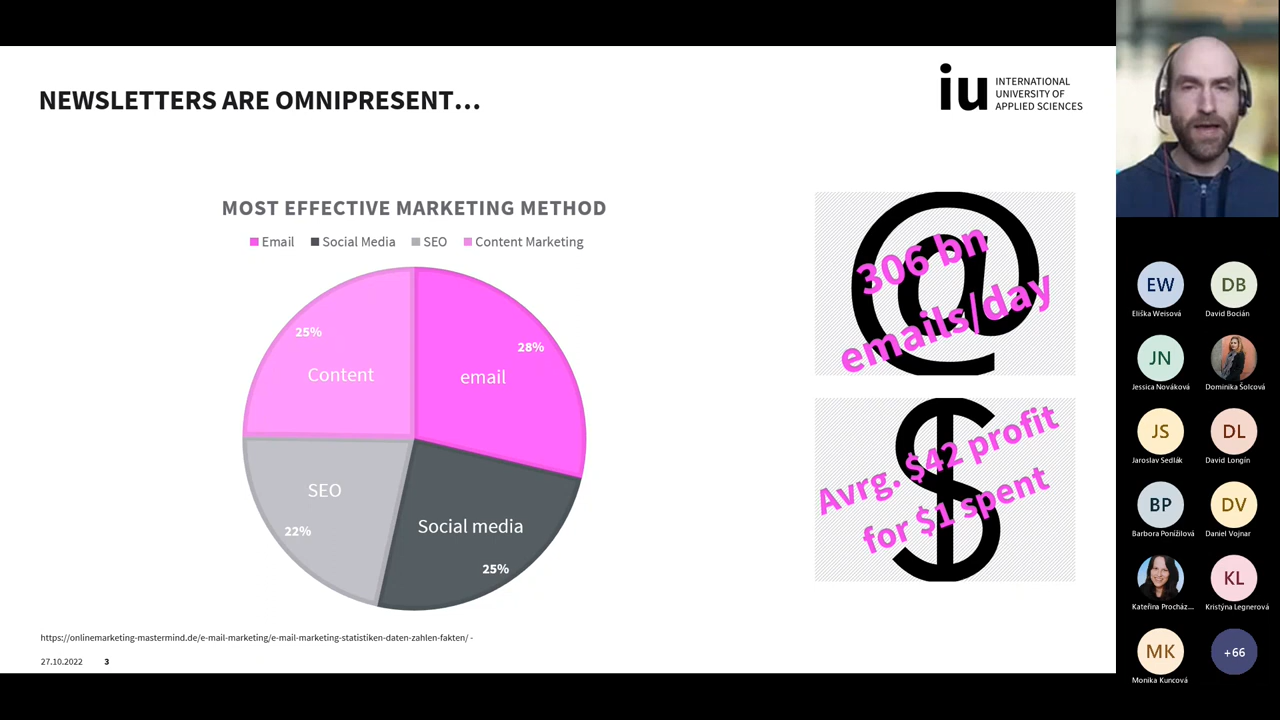 NEWSLETTERS ARE OMNIPRESENT…
iu
INTERNATIONAL
UNIVERSITY OF
APPLIED SCIENCES
MOST EFFECTIVE MARKETING METHOD
Email Social Media SEO Content Marketing
25%
Content
28%
email
SEO
22%
Social media
25%
306 bn
emails/day
@
Avrg. $42 profit
for $1 spent
$
https://onlinemarketing-mastermind.de/e-mail-marketing/e-mail-marketing-statistiken-daten-zahlen-fakten/ -
27.10.2022 3
EW DB
Eliška Weisová David Bocián
JN
Jessica Nováková Dominika Šolcová
JS DL
Jaroslav Sedlák David Longin
BP DV
Barbora Ponížilová Daniel Vojnar
KL
Kateřina Procház... Kristýna Legnerová
MK +66
Monika Kuncová